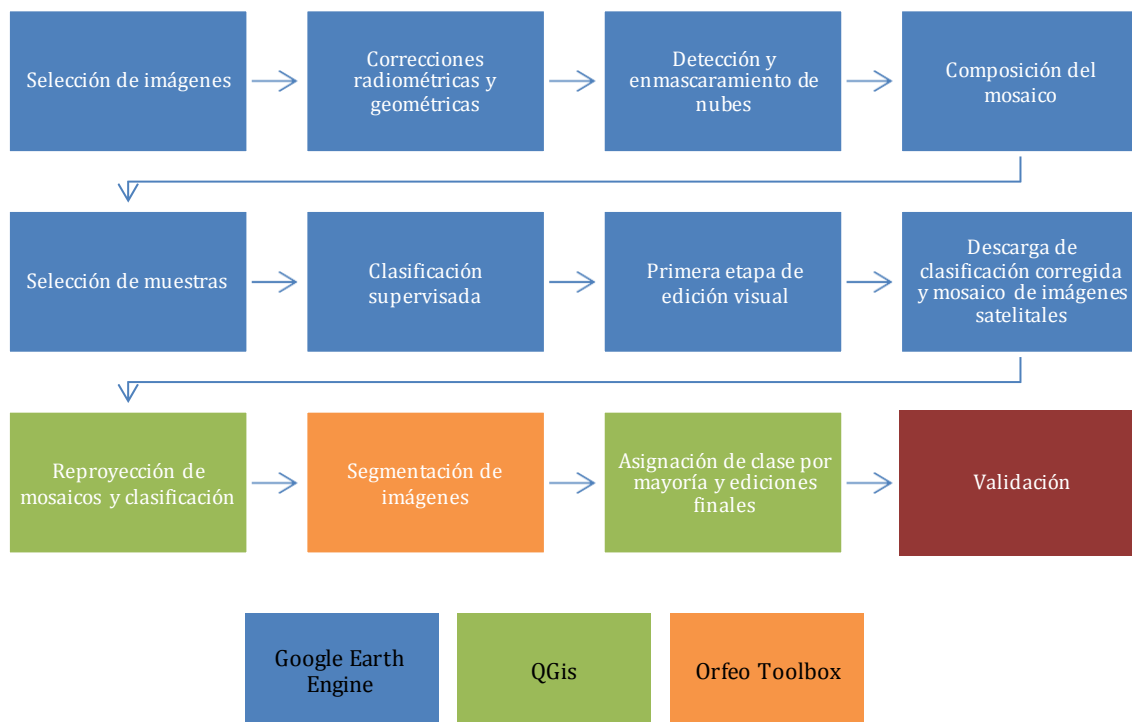 Selección de imágenes
Correcciones
radiométricas y
geométricas
Detección y
enmascaramiento de
nubes
Composición del
mosaico
Selección de muestras
Clasificación
supervisada
Primera etapa de
edición visual
Descarga de
clasificación corregida
y mosaico de imágenes
satelitales
Reproyección de
mosaicos y clasificación
Segmentación de
imágenes
Asignación de clase por
mayoría y ediciones
finales
Validación
Google Earth
Engine
QGis
Orfeo Toolbox